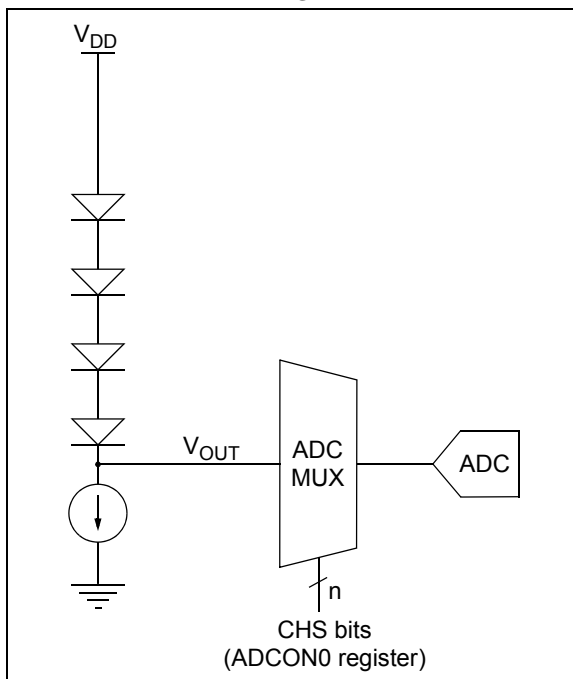 VDD
VOUT
ADC
MUX
ADC
n
CHS bits
(ADCON0 register)